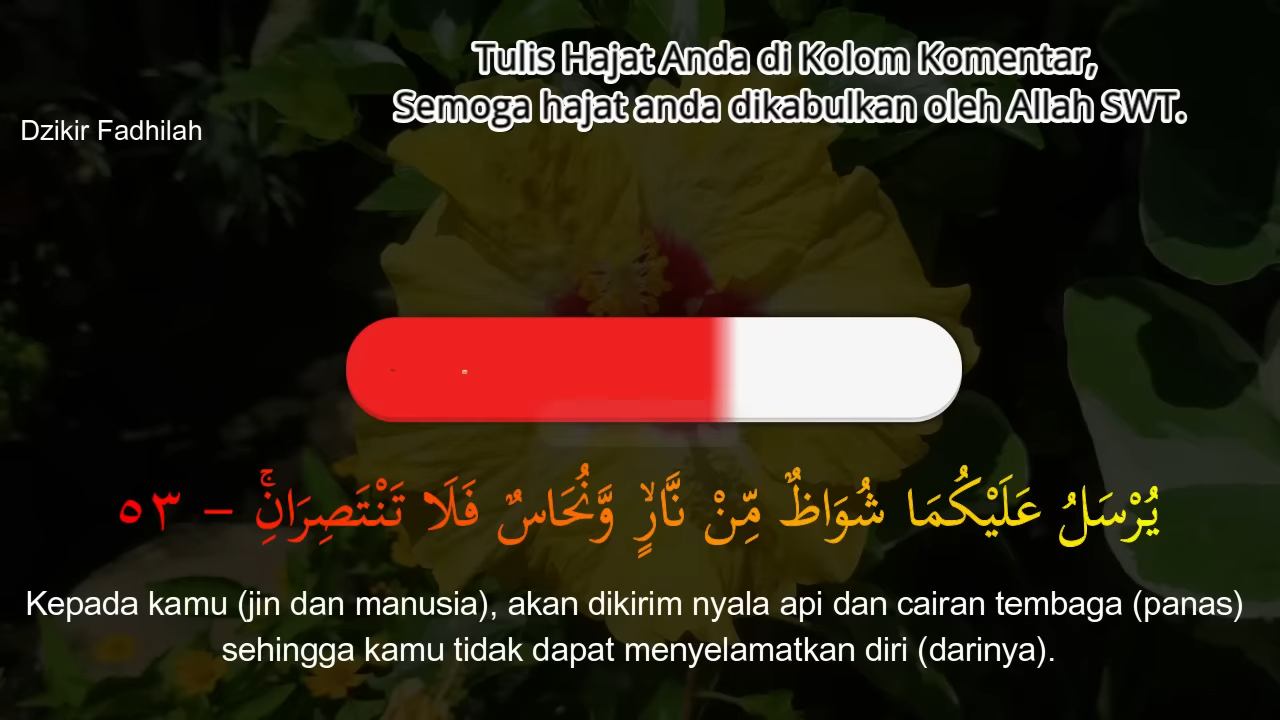 Tulis Hajat Anda di Kolom Komentar,
Semoga hajat anda dikabulkan oleh Allah SWT.
Dzikir Fadhilah
يُرْسَلُ عَلَيْكُمَا شُوَاظٌ مِّنْ نَّارٍۙ وَّنُحَاسٌ فَلَا تَنْتَصِرَانِۚ – ٥٣
Kepada kamu (jin dan manusia), akan dikirim nyala api dan cairan tembaga (panas)
sehingga kamu tidak dapat menyelamatkan diri (darinya).